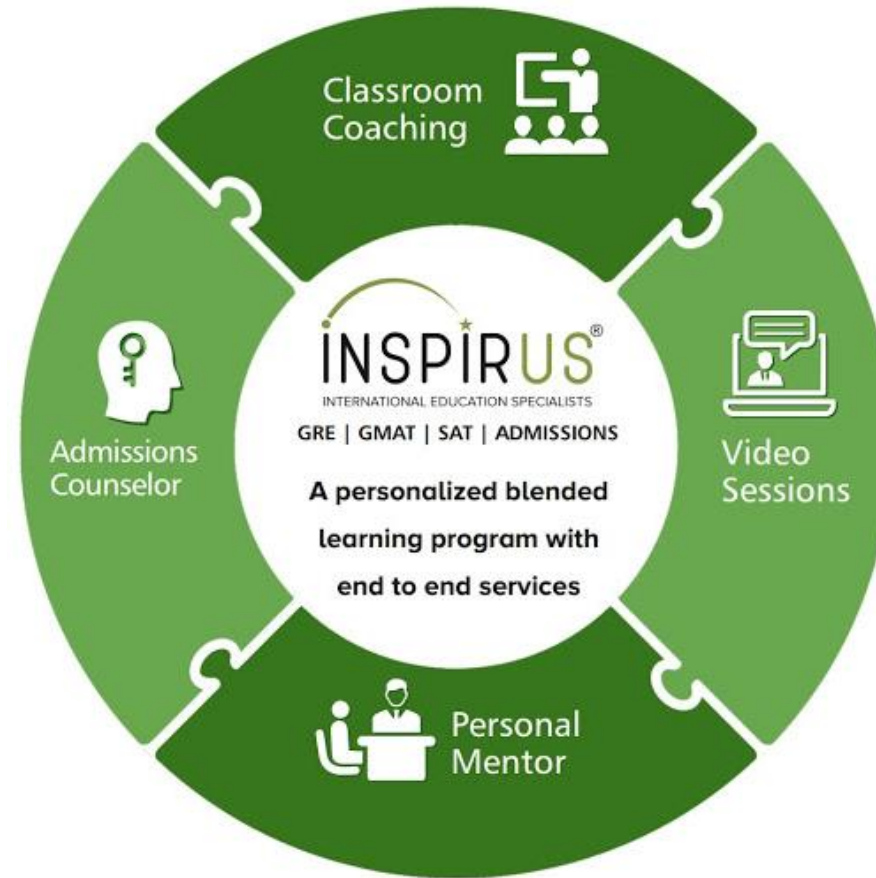 Classroom
Coaching
INSPIRUS®
INTERNATIONAL EDUCATION SPECIALISTS
GRE | GMAT | SAT | ADMISSIONS
A personalized blended
learning program with
end to end services
Admissions
Counselor
Video
Sessions
Personal
Mentor